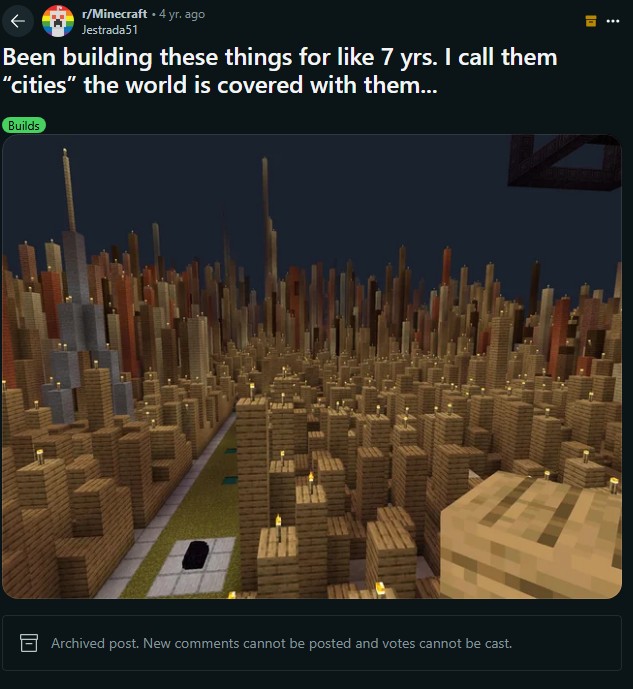 r/Minecraft • 4 yr. ago
Jestrada51
Been building these things for like 7 yrs. I call them
“cities” the world is covered with them...
Builds
Archived post. New comments cannot be posted and votes cannot be cast.